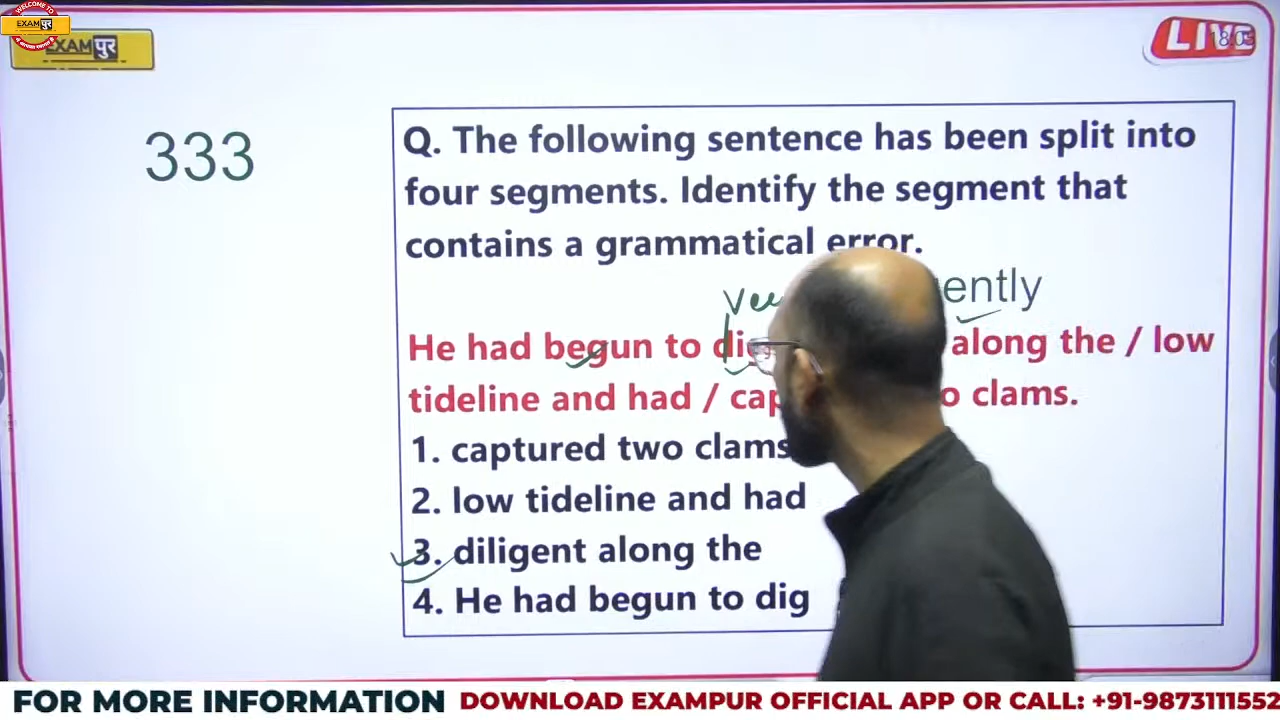 WELCOME TO
EXAMपुर
EXAMपुर
LIVE
333
Q. The following sentence has been split into
four segments. Identify the segment that
contains a grammatical error.
ently
He had begun to dig along the / low
tideline and had / cap o clams.
1. captured two clams
2. low tideline and had
3. diligent along the
4. He had begun to dig
FOR MORE INFORMATION DOWNLOAD EXAMPUR OFFICIAL APP OR CALL: +91-9873111552